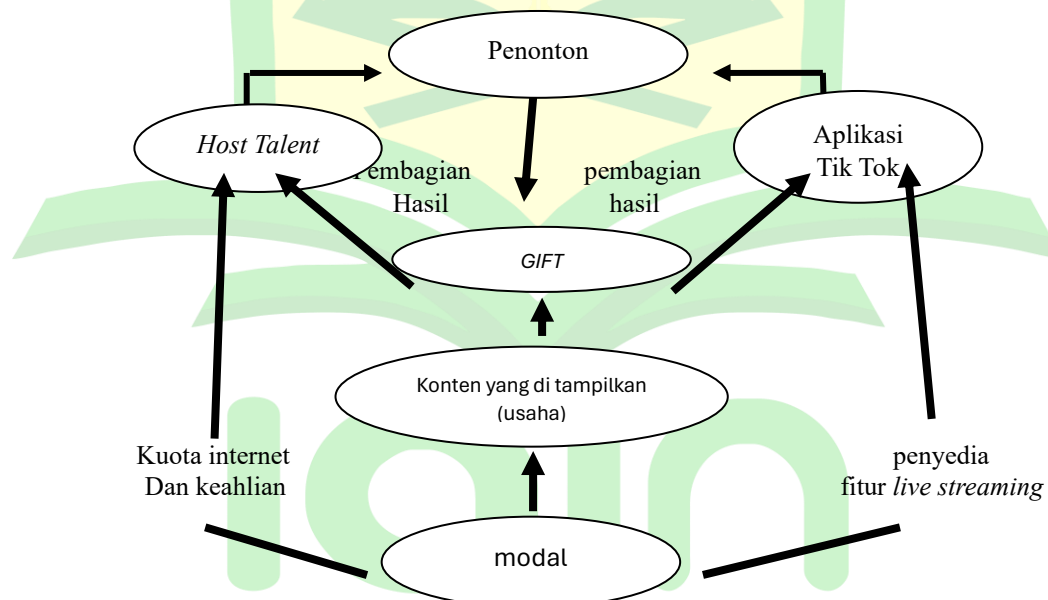 Penonton
Host Talent
Aplikasi
Tik Tok
Pembagian
Hasil
pembagian
hasil
GIFT
Konten yang di tampilkan
(usaha)
Kuota internet
Dan keahlian
penyedia
fitur live streaming
modal
iain